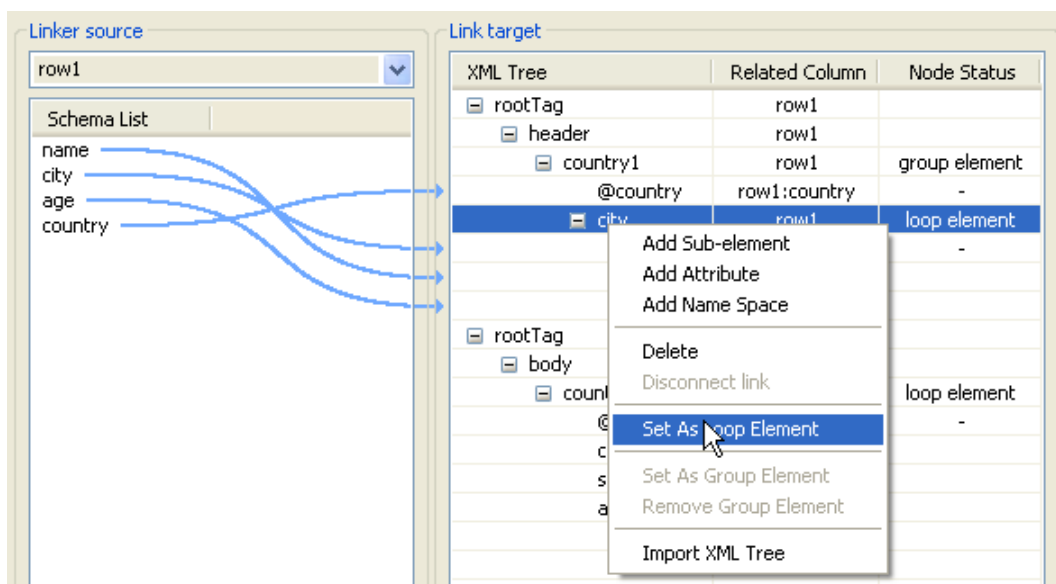 Linker source
row1
Schema List
name
city
age
country
Link target
XML Tree Related Column Node Status
rootTag row1
header row1
country1 row1 group element
@country row1:country -
city row1 loop element
-
rootTag
body
loop element
-
Add Sub-element
Add Attribute
Add Name Space
Delete
Disconnect link
Set As Loop Element
Set As Group Element
Remove Group Element
Import XML Tree